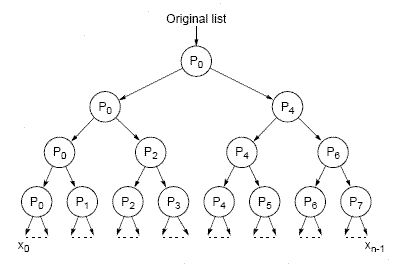 Original list
P0
P0 P4
P0 P2 P4 P6
P0 P1 P2 P3 P4 P5 P6 P7
x0 xn-1